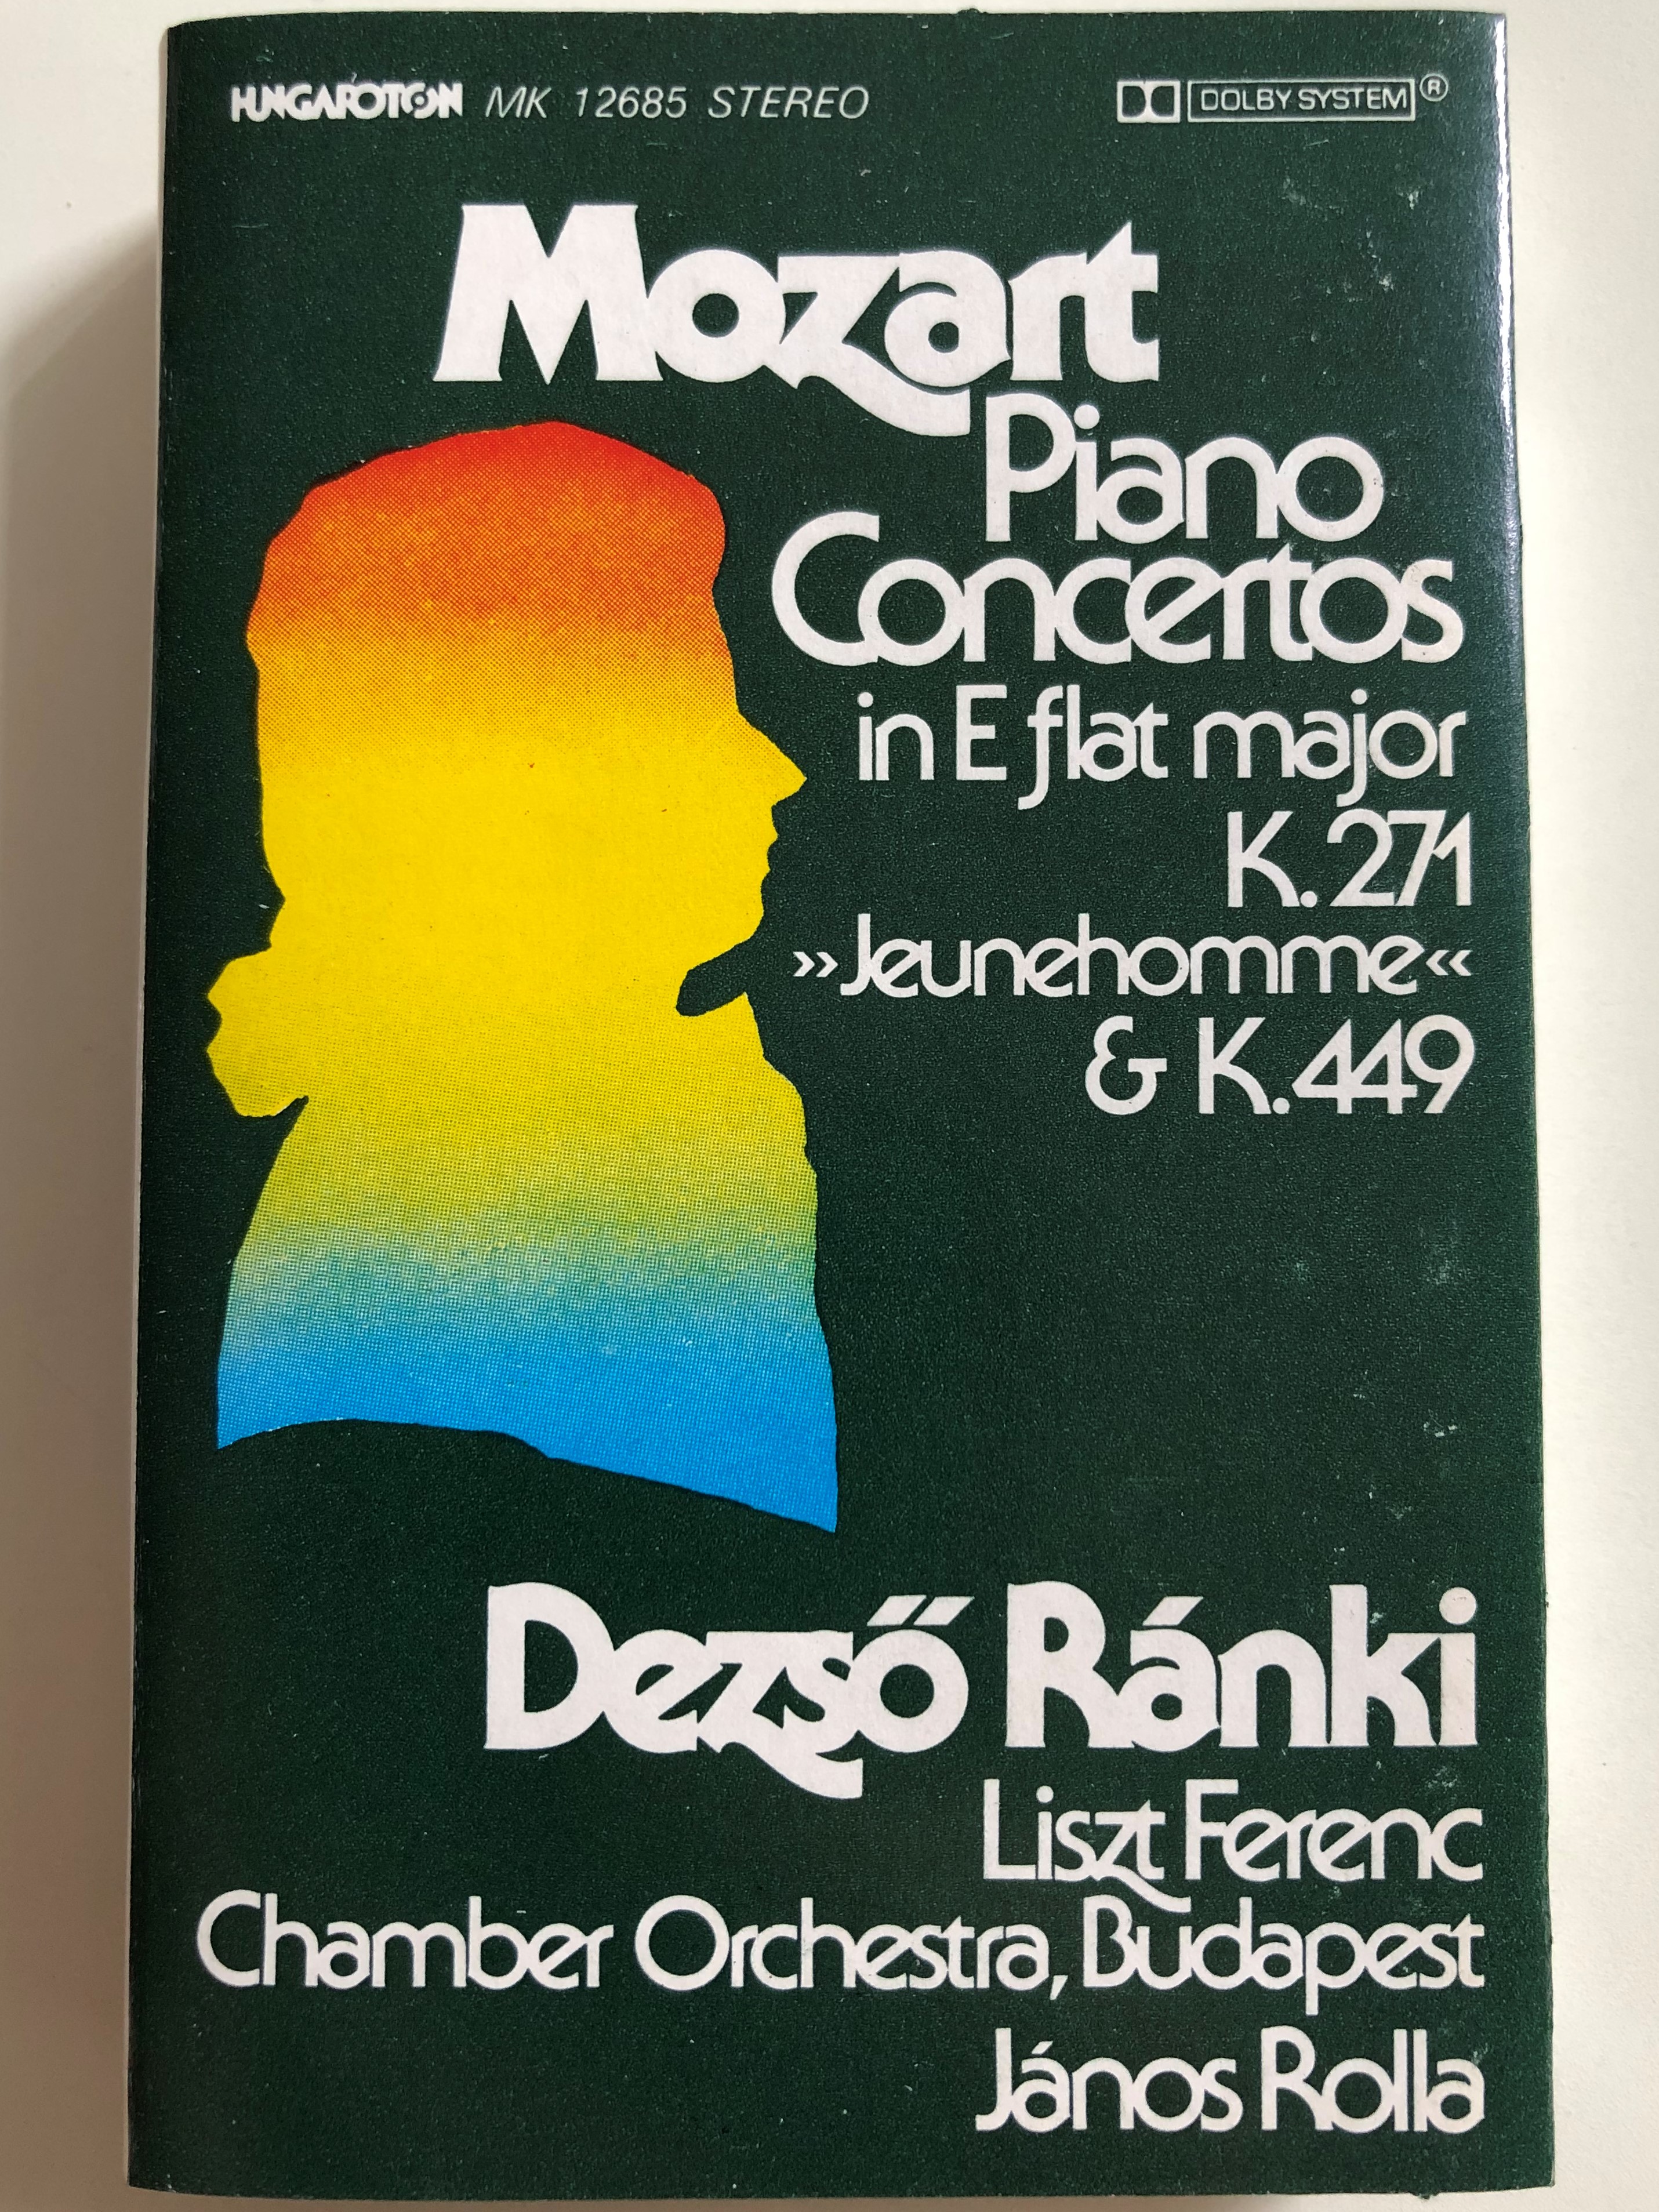 HUNGAROTON MK 12685 STEREO DOLBY SYSTEM®
Mozart
Piano
Concertos
in E flat major
K.271
»Jeunehomme«
& K.449
Dezső Ránki
Liszt Ferenc
Chamber Orchestra, Budapest
János Rolla